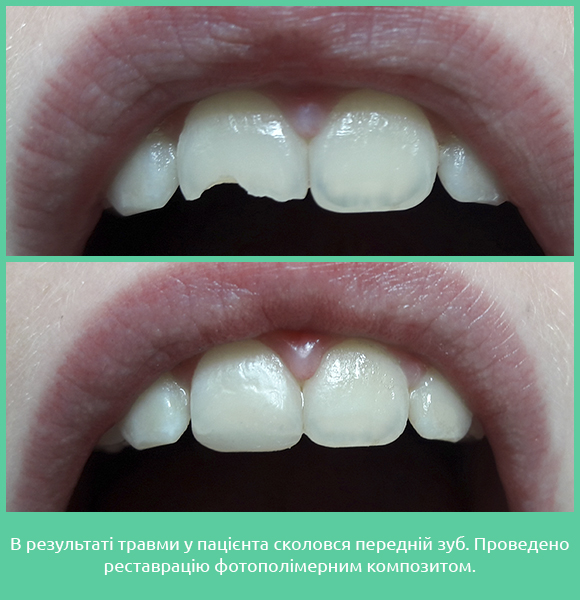 В результаті травми у пацієнта сколовся передній зуб. Проведено
реставрацію фотополімерним композитом.